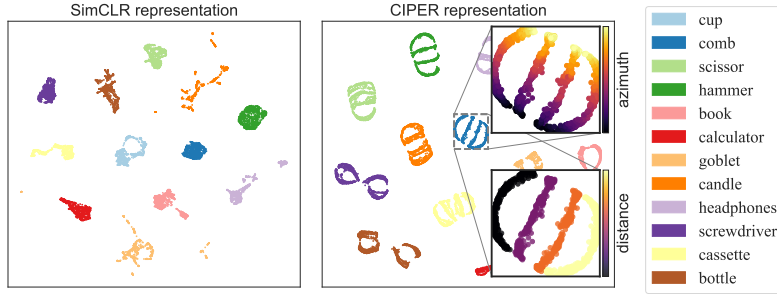 SimCLR representation
CIPER representation
azimuth
distance
cup
comb
scissor
hammer
book
calculator
goblet
candle
headphones
screwdriver
cassette
bottle